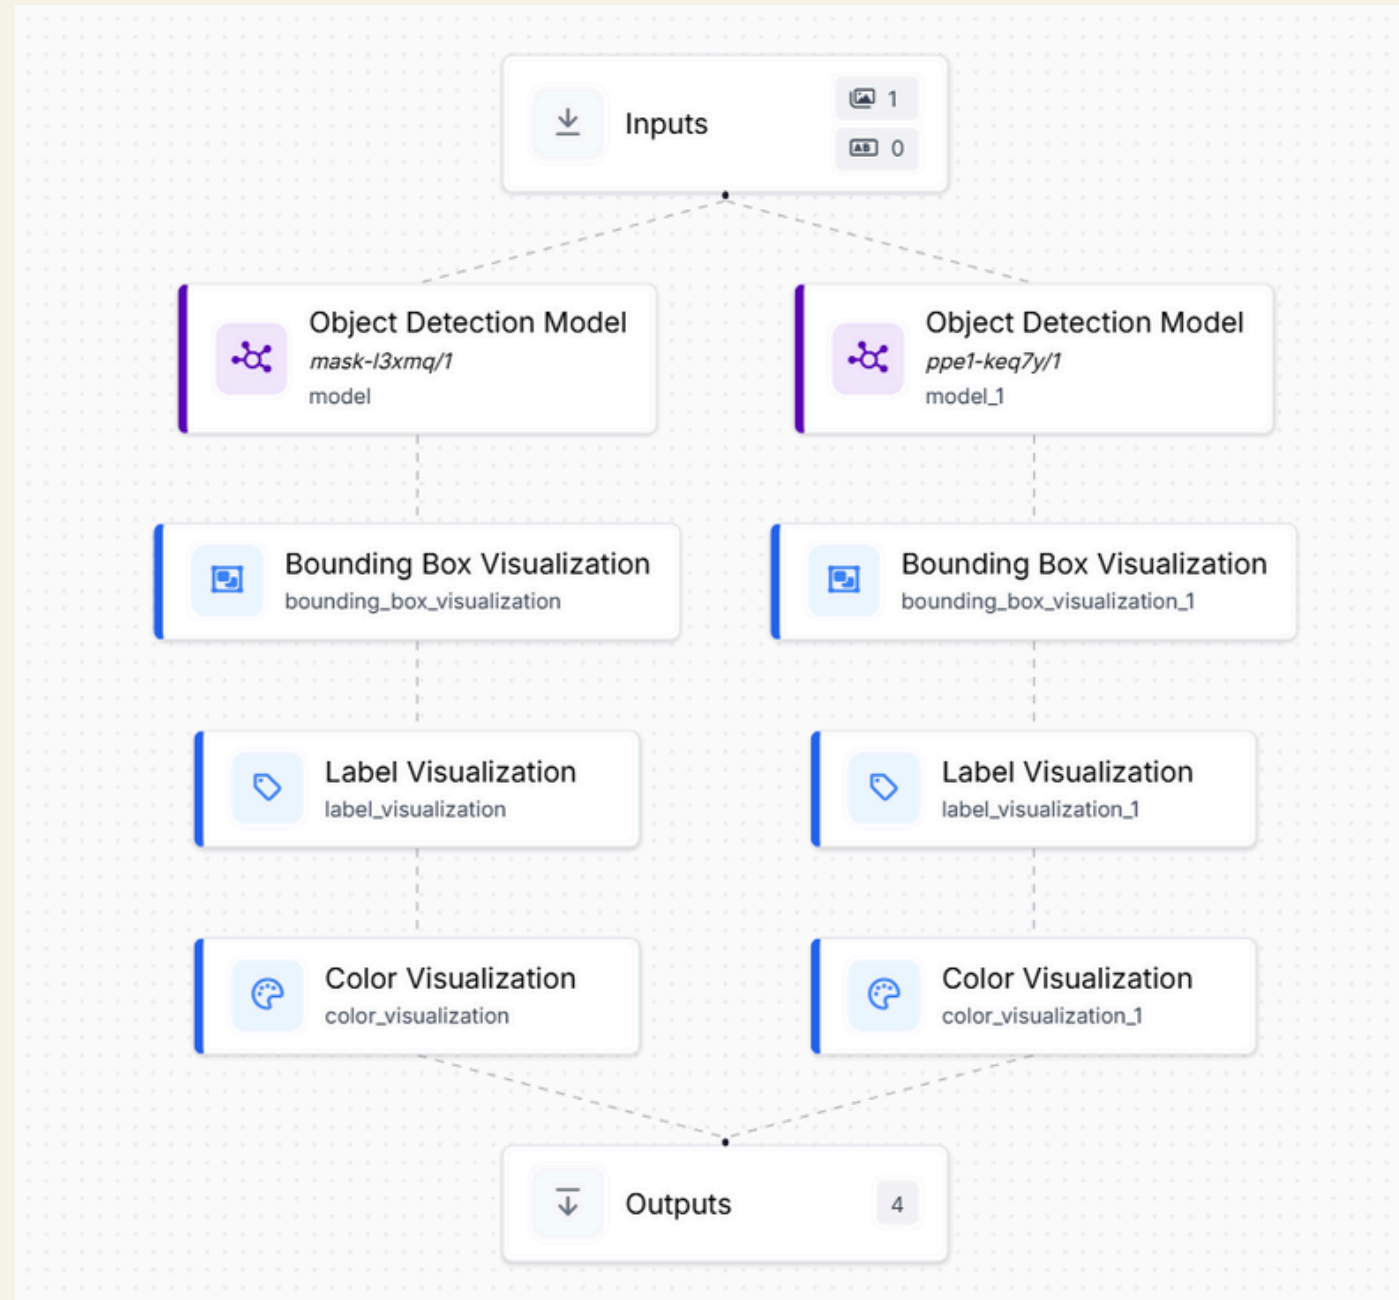 Inputs
1
AB 0
Object Detection Model
mask-l3xmq/1
model
Object Detection Model
ppe1-keq7y/1
model_1
Bounding Box Visualization
bounding_box_visualization
Bounding Box Visualization
bounding_box_visualization_1
Label Visualization
label_visualization
Label Visualization
label_visualization_1
Color Visualization
color_visualization
Color Visualization
color_visualization_1
Outputs
4